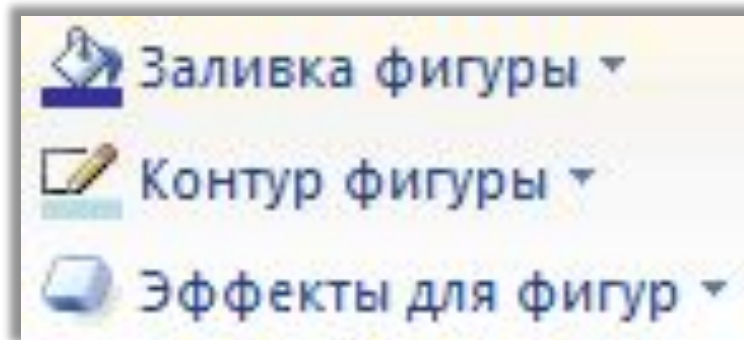 Заливка фигуры
Контур фигуры
Эффекты для фигур